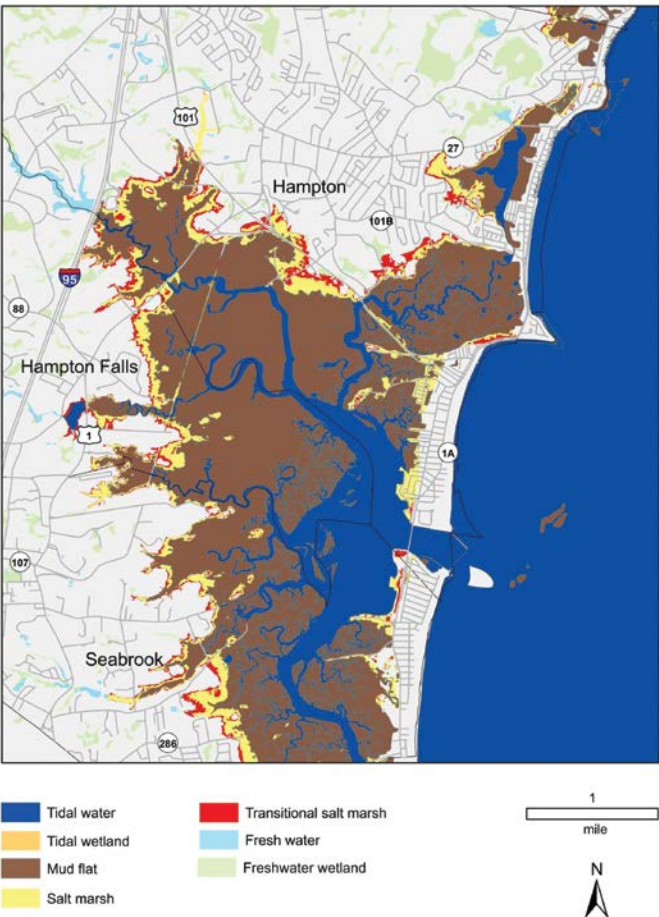 101
27
Hampton
101B
95
88
Hampton Falls
1
1A
107
Seabrook
286
Tidal water
Tidal wetland
Mud flat
Salt marsh
Transitional salt marsh
Fresh water
Freshwater wetland
1
mile
N